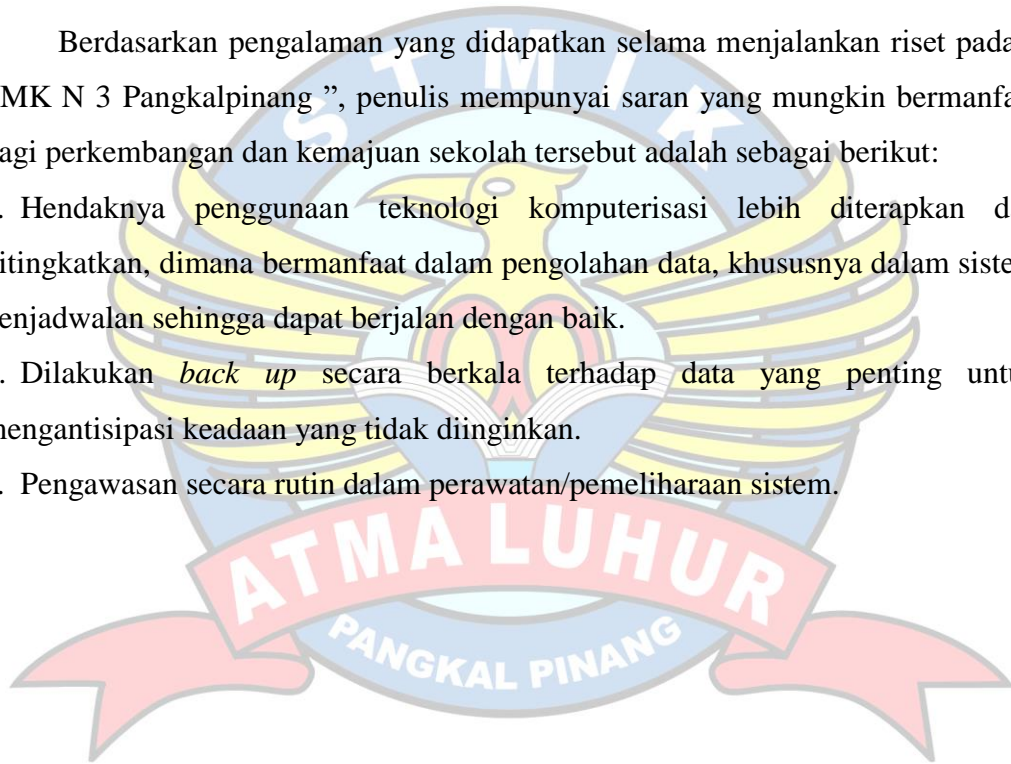 Berdasarkan pengalaman yang didapatkan selama menjalankan riset pada
MK N 3 Pangkalpinang ”, penulis mempunyai saran yang mungkin bermanfa
agi perkembangan dan kemajuan sekolah tersebut adalah sebagai berikut:
. Hendaknya penggunaan teknologi komputerisasi lebih diterapkan d
itingkatkan, dimana bermanfaat dalam pengolahan data, khususnya dalam siste
enjadwalan sehingga dapat berjalan dengan baik.
. Dilakukan back up secara berkala terhadap data yang penting untu
mengantisipasi keadaan yang tidak diinginkan.
. Pengawasan secara rutin dalam perawatan/pemeliharaan sistem.
STMIK
ATMA LUHUR
PANGKAL PINANG